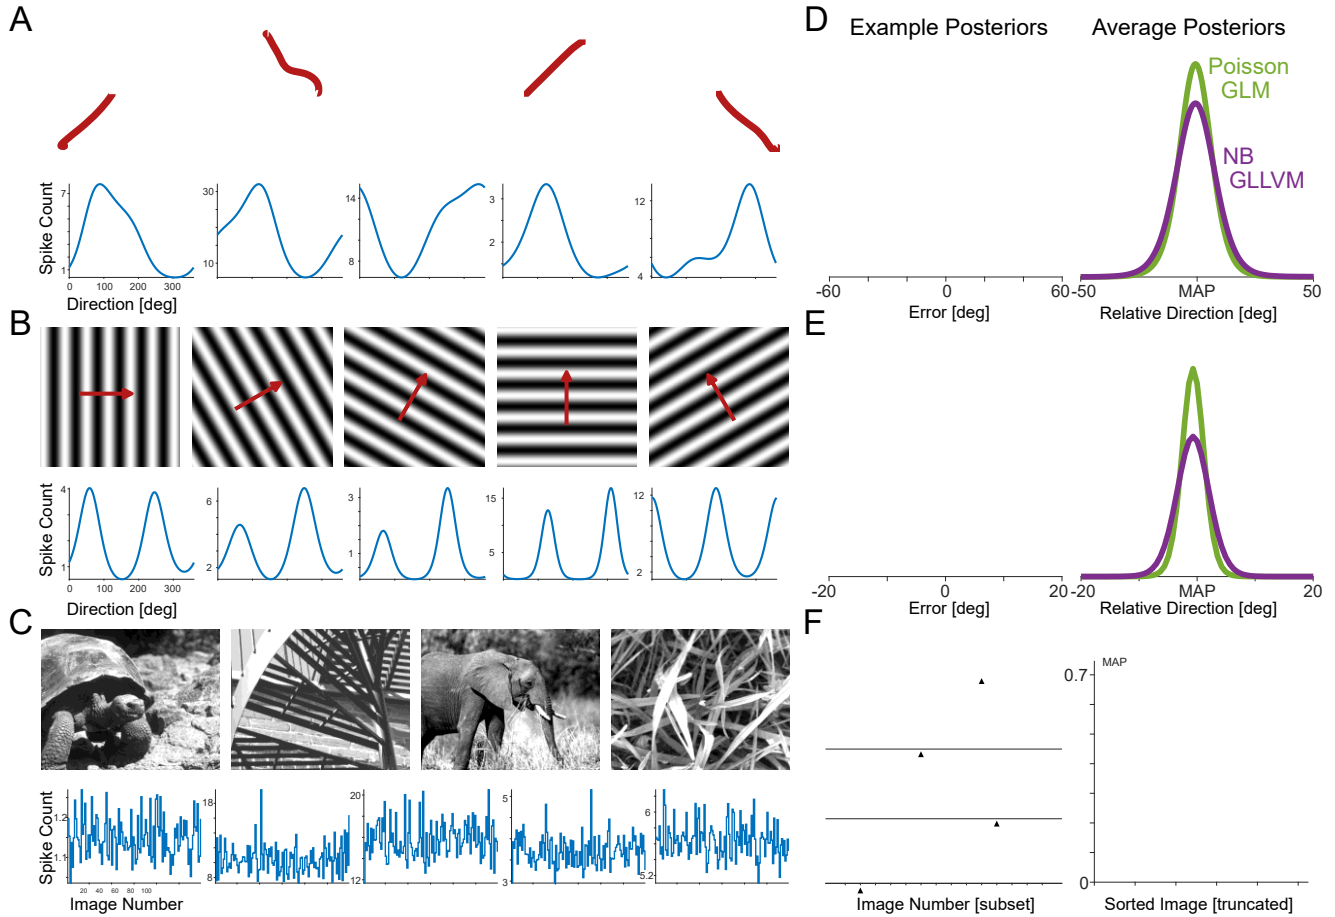 A
Spike Count
7
1
0
100
200
300
Direction [deg]
30
10
14
8
3
2
12
4
B
Spike Count
4
1
0
100
200
300
Direction [deg]
6
2
3
1
15
5
12
2
C
Spike Count
1.2
1.1
20 40 60 80 100
Image Number
18
8
20
12
5
3
6
5.2
D
Example Posteriors
Average Posteriors
Poisson
GLM
NB
GLLVM
-60
0
60
Error [deg]
-50
MAP
50
Relative Direction [deg]
E
-20
0
20
Error [deg]
-20
MAP
20
Relative Direction [deg]
F
Image Number [subset]
0.7
MAP
0
Sorted Image [truncated]